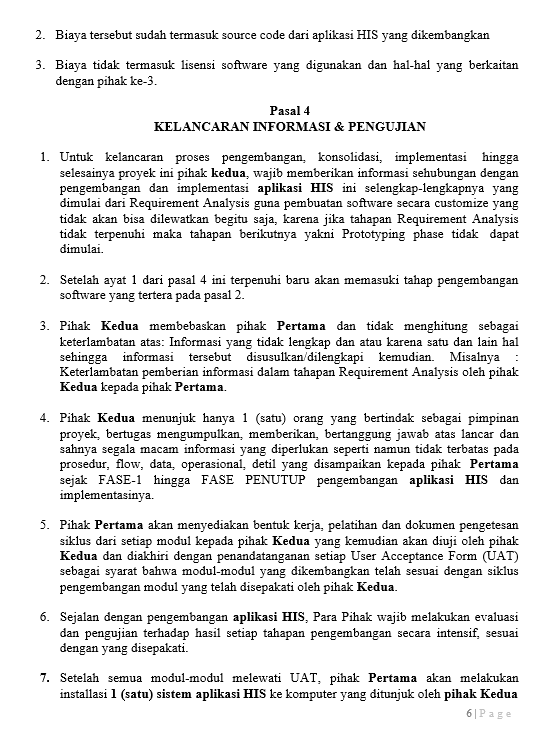 2. Biaya tersebut sudah termasuk source code dari aplikasi HIS yang dikembangkan
3. Biaya tidak termasuk lisensi software yang digunakan dan hal-hal yang berkaitan
dengan pihak ke-3.
Pasal 4
KELANCARAN INFORMASI & PENGUJIAN
1. Untuk kelancaran proses pengembangan, konsolidasi, implementasi hingga
selesainya proyek ini pihak kedua, wajib memberikan informasi sehubungan dengan
pengembangan dan implementasi aplikasi HIS ini selengkap-lengkapnya yang
dimulai dari Requirement Analysis guna pembuatan software secara customize yang
tidak akan bisa dilewatkan begitu saja, karena jika tahapan Requirement Analysis
tidak terpenuhi maka tahapan berikutnya yakni Prototyping phase tidak dapat
dimulai.
2. Setelah ayat 1 dari pasal 4 ini terpenuhi baru akan memasuki tahap pengembangan
software yang tertera pada pasal 2.
3. Pihak Kedua membebaskan pihak Pertama dan tidak menghitung sebagai
keterlambatan atas: Informasi yang tidak lengkap dan atau karena satu dan lain hal
sehingga informasi tersebut disusulkan/dilengkapi kemudian. Misalnya :
Keterlambatan pemberian informasi dalam tahapan Requirement Analysis oleh pihak
Kedua kepada pihak Pertama.
4. Pihak Kedua menunjuk hanya 1 (satu) orang yang bertindak sebagai pimpinan
proyek, bertugas mengumpulkan, memberikan, bertanggung jawab atas lancar dan
sahnya segala macam informasi yang diperlukan seperti namun tidak terbatas pada
prosedur, flow, data, operasional, detil yang disampaikan kepada pihak Pertama
sejak FASE-1 hingga FASE PENUTUP pengembangan aplikasi HIS dan
implementasinya.
5. Pihak Pertama akan menyediakan bentuk kerja, pelatihan dan dokumen pengetesan
siklus dari setiap modul kepada pihak Kedua yang kemudian akan diuji oleh pihak
Kedua dan diakhiri dengan penandatanganan setiap User Acceptance Form (UAT)
sebagai syarat bahwa modul-modul yang dikembangkan telah sesuai dengan siklus
pengembangan modul yang telah disepakati oleh pihak Kedua.
6. Sejalan dengan pengembangan aplikasi HIS, Para Pihak wajib melakukan evaluasi
dan pengujian terhadap hasil setiap tahapan pengembangan secara intensif, sesuai
dengan yang disepakati.
7. Setelah semua modul-modul melewati UAT, pihak Pertama akan melakukan
installasi 1 (satu) sistem aplikasi HIS ke komputer yang ditunjuk oleh pihak Kedua
6 | Page